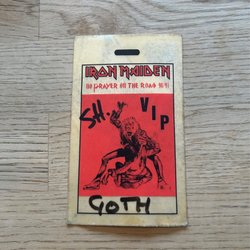 IRON MAIDEN
NO PRAYER ON THE ROAD 90/91
SH. VIP
GOTH